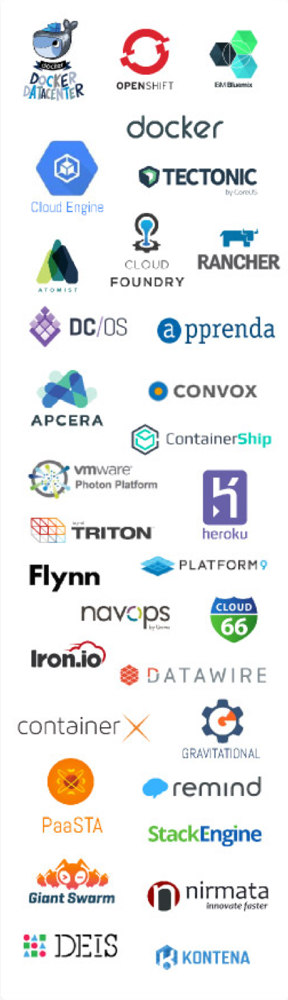 docker
DOCKER
DATACENTER
OPENSHIFT
IBM Bluemix
docker
Cloud Engine
TECTONIC
by CoreOS
ATOMIST
CLOUD
FOUNDRY
RANCHER
DC/OS
apprenda
APCERA
CONVOX
ContainerShip
vmware
Photon Platform
heroku
TRITON
Flynn
PLATFORM9
navops
by Univa
CLOUD
66
Iron.io
DATAWIRE
container X
GRAVITATIONAL
PaaSTA
remind
StackEngine
Giant Swarm
nirmata
innovate faster
DEIS
KONTENA